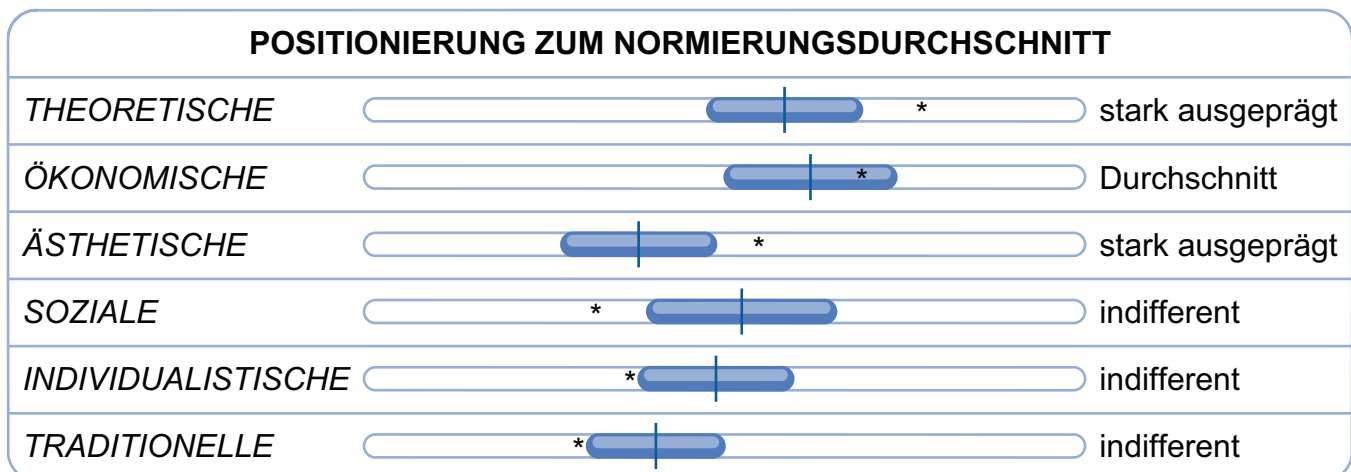 POSITIONIERUNG ZUM NORMIERUNGSDURCHSCHNITT
THEORETISCHE * stark ausgeprägt
ÖKONOMISCHE * Durchschnitt
ÄSTHETISCHE * stark ausgeprägt
SOZIALE * indifferent
INDIVIDUALISTISCHE * indifferent
TRADITIONELLE * indifferent